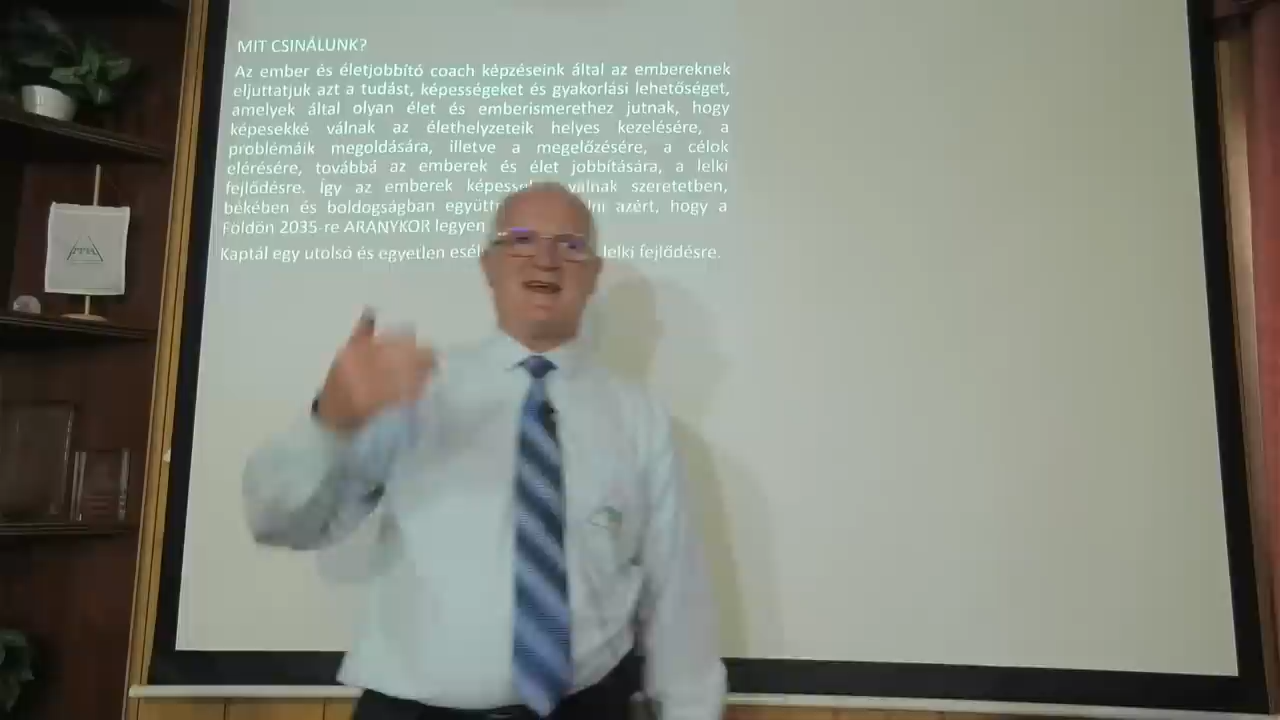 MIT CSINÁLUNK?
Az ember és életjobbító coach képzéseink által az embereknek
eljuttatjuk azt a tudást, képességeket és gyakorlási lehetőséget,
amelyek által olyan élet és emberismerethez jutnak, hogy
képesekké válnak az élethelyzeteik helyes kezelésére, a
problémáik megoldására, illetve a megelőzésére, a célok
elérésére, továbbá az emberek és élet jobbítására, a lelki
fejlődésre. Így az emberek válnak szeretetben,
békében és boldogságban azért, hogy a
Földön 2035-re ARANYKOR legyen
Kaptál egy utolsó és egyetlen lelki fejlődésre.